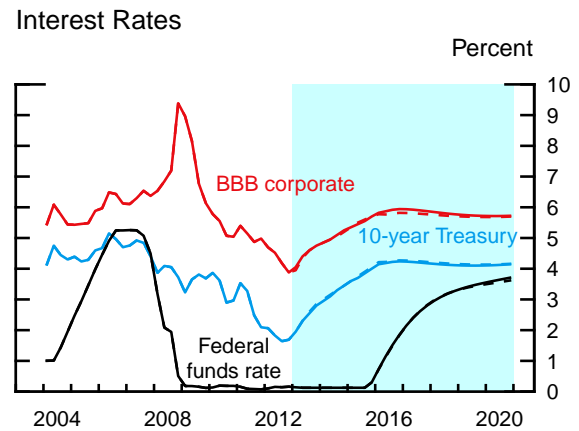 Interest Rates
Percent
10
9
8
7
6
5
4
3
2
1
0
BBB corporate
10-year Treasury
Federal
funds rate
2004
2008
2012
2016
2020